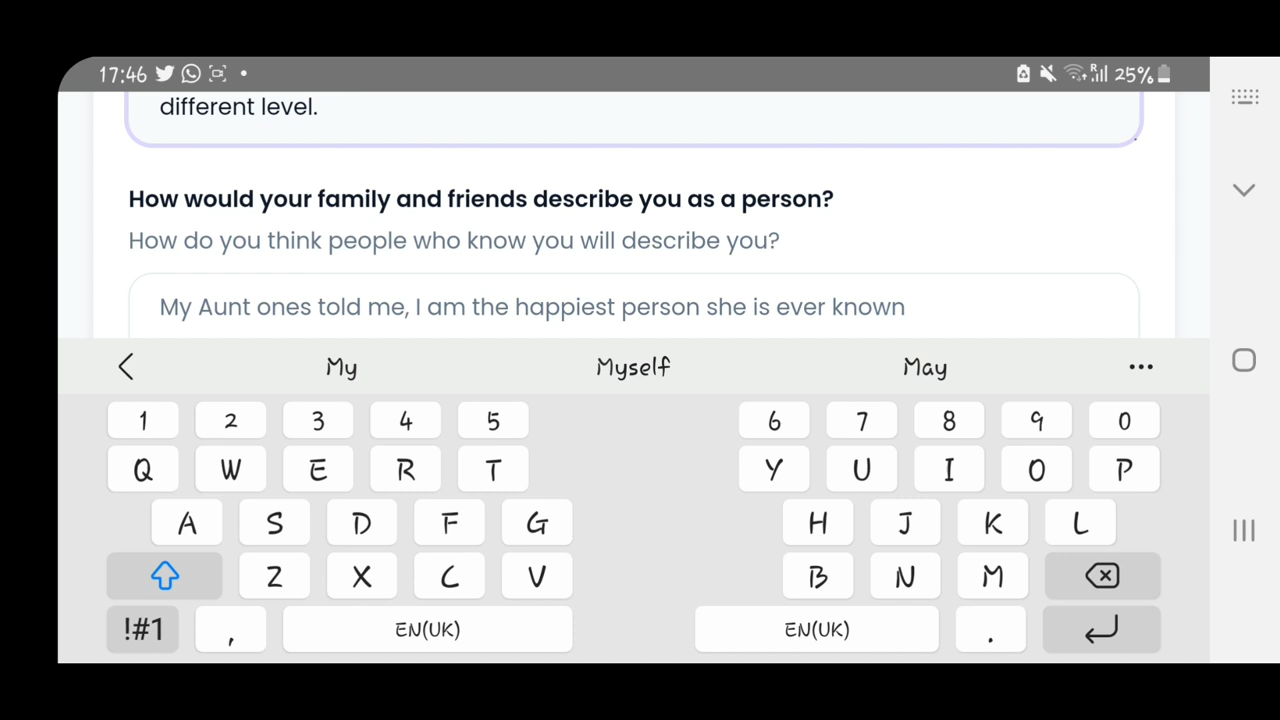 17:46 25%
different level.
How would your family and friends describe you as a person?
How do you think people who know you will describe you?
My Aunt ones told me, I am the happiest person she is ever known
My Myself May
1 2 3 4 5 6 7 8 9 0
Q W E R T Y U I O P
A S D F G H J K L
Z X C V B N M
!#1 , EN(UK) EN(UK) .